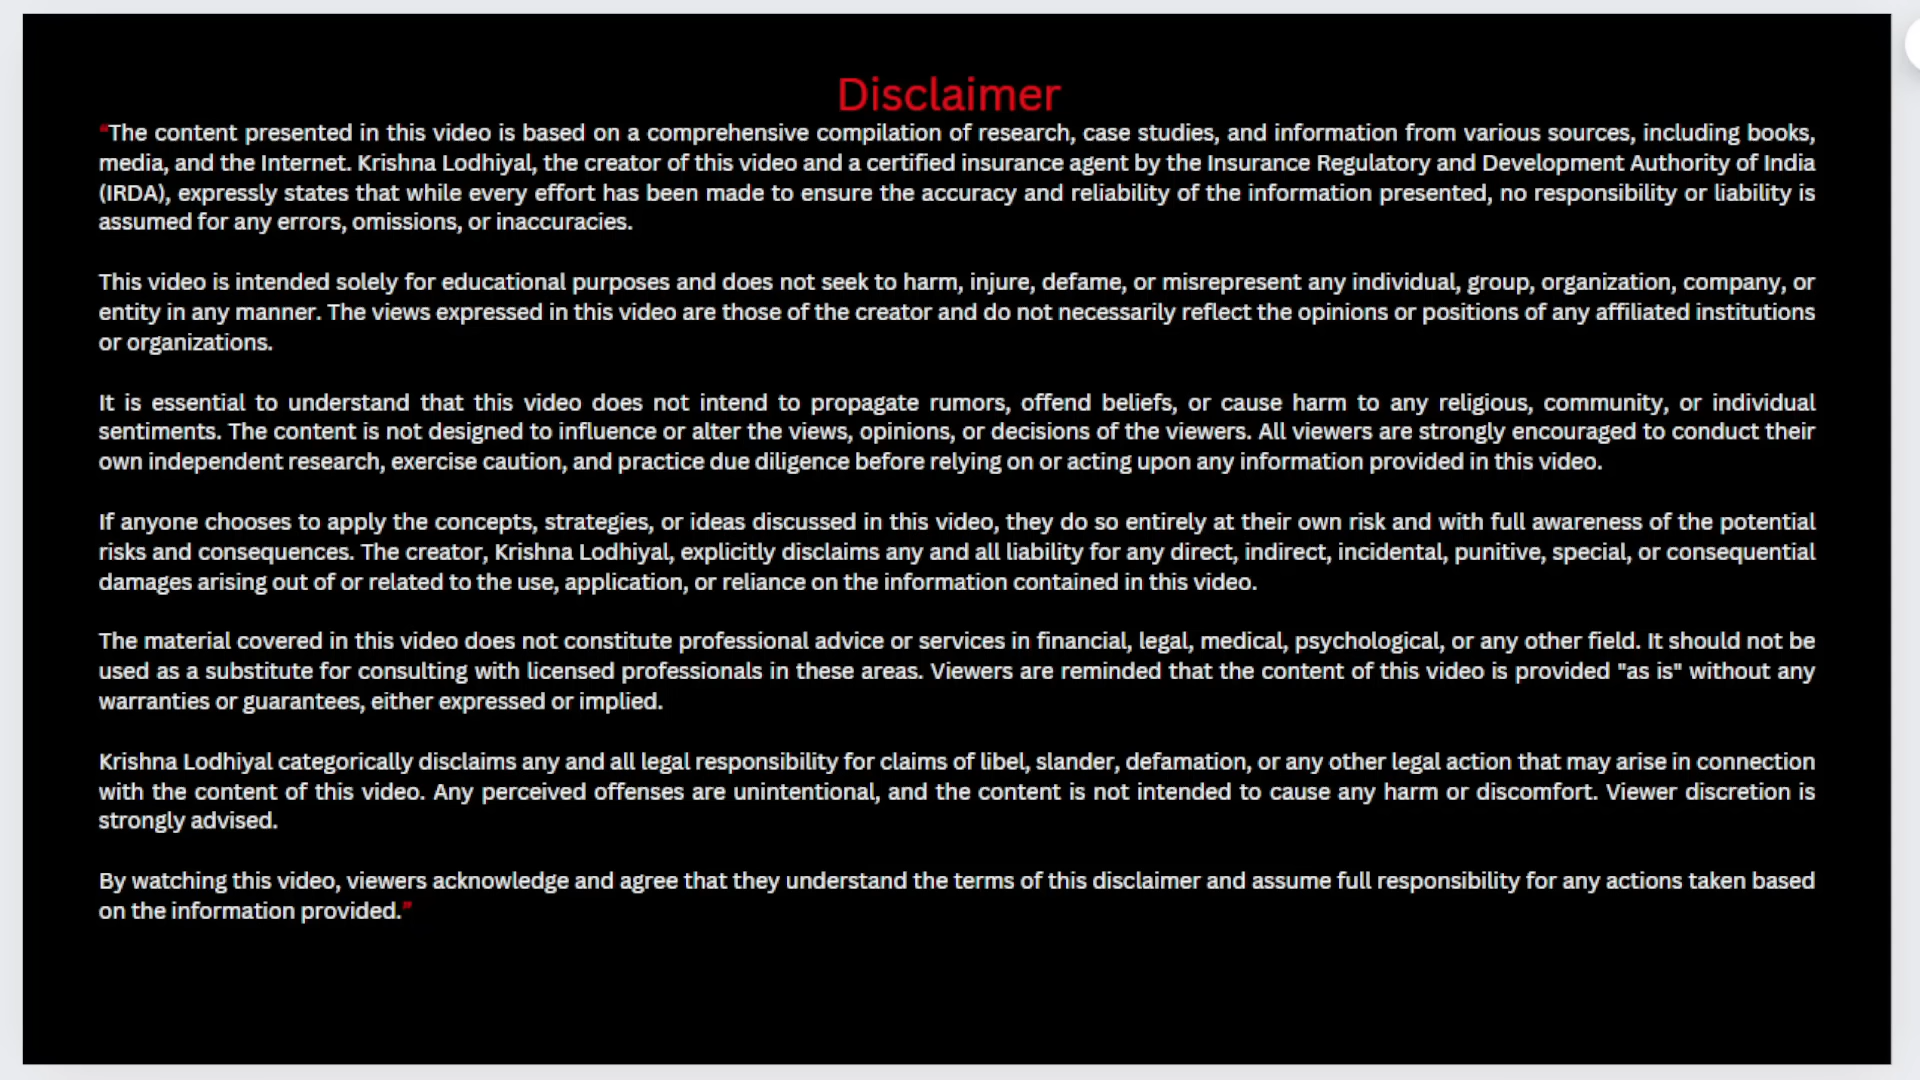 Disclaimer
"The content presented in this video is based on a comprehensive compilation of research, case studies, and information from various sources, including books,
media, and the Internet. Krishna Lodhiyal, the creator of this video and a certified insurance agent by the Insurance Regulatory and Development Authority of India
(IRDA), expressly states that while every effort has been made to ensure the accuracy and reliability of the information presented, no responsibility or liability is
assumed for any errors, omissions, or inaccuracies.
This video is intended solely for educational purposes and does not seek to harm, injure, defame, or misrepresent any individual, group, organization, company, or
entity in any manner. The views expressed in this video are those of the creator and do not necessarily reflect the opinions or positions of any affiliated institutions
or organizations.
It is essential to understand that this video does not intend to propagate rumors, offend beliefs, or cause harm to any religious, community, or individual
sentiments. The content is not designed to influence or alter the views, opinions, or decisions of the viewers. All viewers are strongly encouraged to conduct their
own independent research, exercise caution, and practice due diligence before relying on or acting upon any information provided in this video.
If anyone chooses to apply the concepts, strategies, or ideas discussed in this video, they do so entirely at their own risk and with full awareness of the potential
risks and consequences. The creator, Krishna Lodhiyal, explicitly disclaims any and all liability for any direct, indirect, incidental, punitive, special, or consequential
damages arising out of or related to the use, application, or reliance on the information contained in this video.
The material covered in this video does not constitute professional advice or services in financial, legal, medical, psychological, or any other field. It should not be
used as a substitute for consulting with licensed professionals in these areas. Viewers are reminded that the content of this video is provided "as is" without any
warranties or guarantees, either expressed or implied.
Krishna Lodhiyal categorically disclaims any and all legal responsibility for claims of libel, slander, defamation, or any other legal action that may arise in connection
with the content of this video. Any perceived offenses are unintentional, and the content is not intended to cause any harm or discomfort. Viewer discretion is
strongly advised.
By watching this video, viewers acknowledge and agree that they understand the terms of this disclaimer and assume full responsibility for any actions taken based
on the information provided."